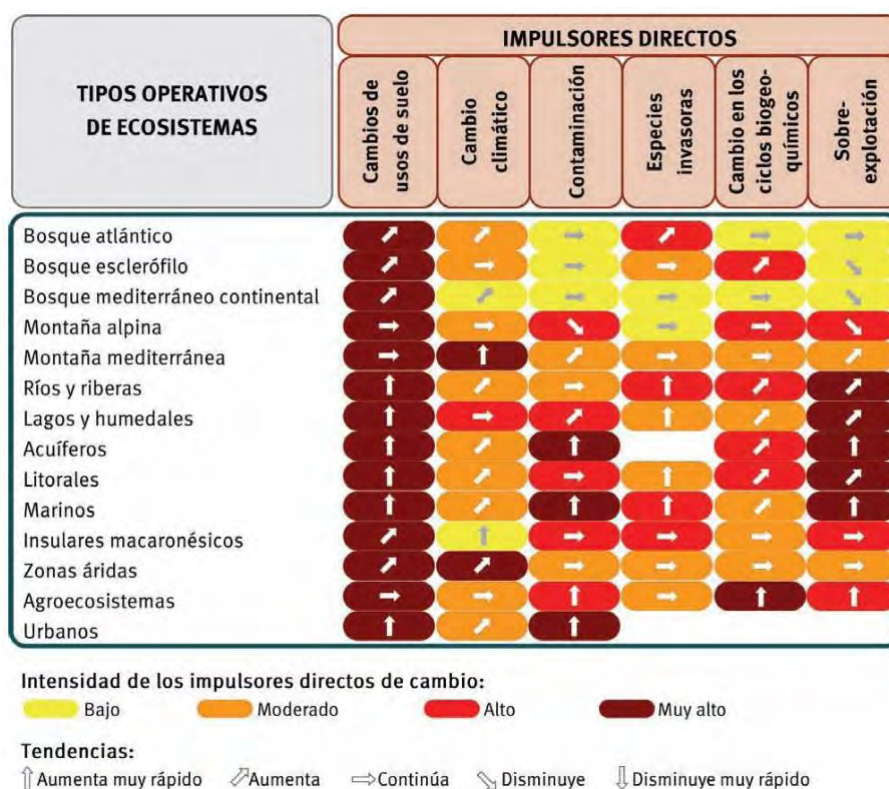 TIPOS OPERATIVOS
DE ECOSISTEMAS
IMPULSORES DIRECTOS
Cambios de
usos de suelo
Cambio
climático
Contaminación
Especies
invasoras
Cambio en los
ciclos biogeo-
químicos
Sobre-
explotación
Bosque atlántico
Bosque esclerófilo
Bosque mediterráneo continental
Montaña alpina
Montaña mediterránea
Ríos y riberas
Lagos y humedales
Acuíferos
Litorales
Marinos
Insulares macaronésicos
Zonas áridas
Agroecosistemas
Urbanos
Intensidad de los impulsores directos de cambio:
Bajo Moderado Alto Muy alto
Tendencias:
Aumenta muy rápido Aumenta Continúa Disminuye Disminuye muy rápido